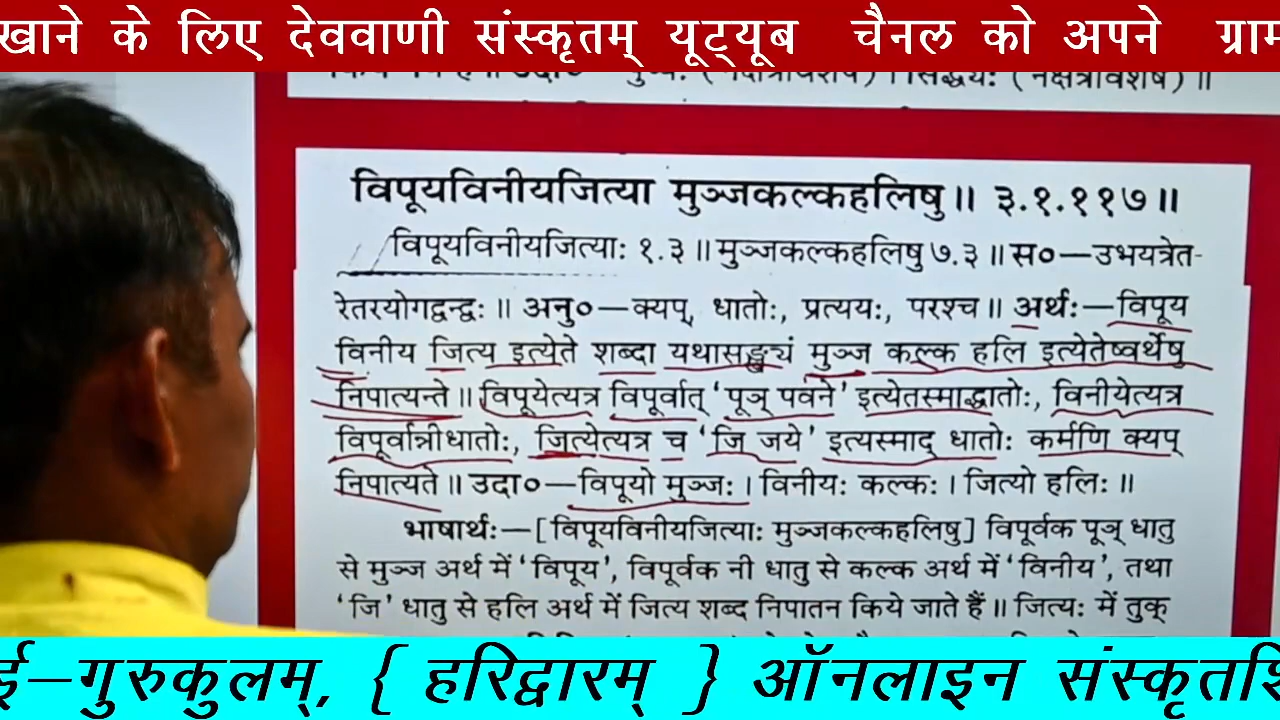 खाने के लिए देववाणी संस्कृतम् यूट्यूब चैनल को अपने ग्राम
सिद्धयः (नक्षत्रविशेषे) ॥
विपूयविनीयजित्या मुञ्जकल्कहलिषु ॥ ३.१.११७ ॥
विपूयविनीयजित्याः १.३ ॥ मुञ्जकल्कहलिषु ७.३ ॥ स०—उभयत्रेत-
रेतरयोगद्वन्द्वः ॥ अनु०—क्यप्, धातोः, प्रत्ययः, परश्च ॥ अर्थः—विपूय
विनीय जित्य इत्येते शब्दा यथासङ्ख्यं मुञ्ज कल्क हलि इत्येतेष्वर्थेषु
निपात्यन्ते ॥ विपूयेत्यत्र विपूर्वात् 'पूञ् पवने' इत्येतस्माद्धातोः, विनीयेत्यत्र
विपूर्वान्नीधातोः, जित्येत्यत्र च 'जि जये' इत्यस्माद् धातोः कर्मणि क्यप्
निपात्यते ॥ उदा०—विपूयो मुञ्जः । विनीयः कल्कः । जित्यो हलिः ॥
भाषार्थः—[विपूयविनीयजित्याः मुञ्जकल्कहलिषु] विपूर्वक पूञ् धातु
से मुञ्ज अर्थ में 'विपूय', विपूर्वक नी धातु से कल्क अर्थ में 'विनीय', तथा
'जि' धातु से हलि अर्थ में जित्य शब्द निपातन किये जाते हैं ॥ जित्यः में तुक्
ई–गुरुकुलम्, { हरिद्वारम् } ऑनलाइन संस्कृतशि